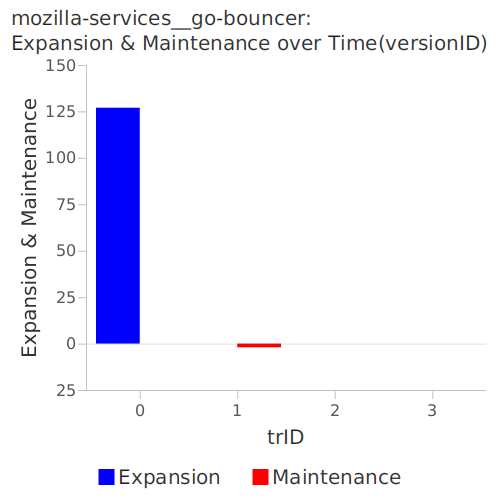 mozilla-services__go-bouncer:
Expansion & Maintenance over Time(versionID)
Expansion & Maintenance
150
125
100
75
50
25
0
25
0 1 2 3
trID
Expansion Maintenance